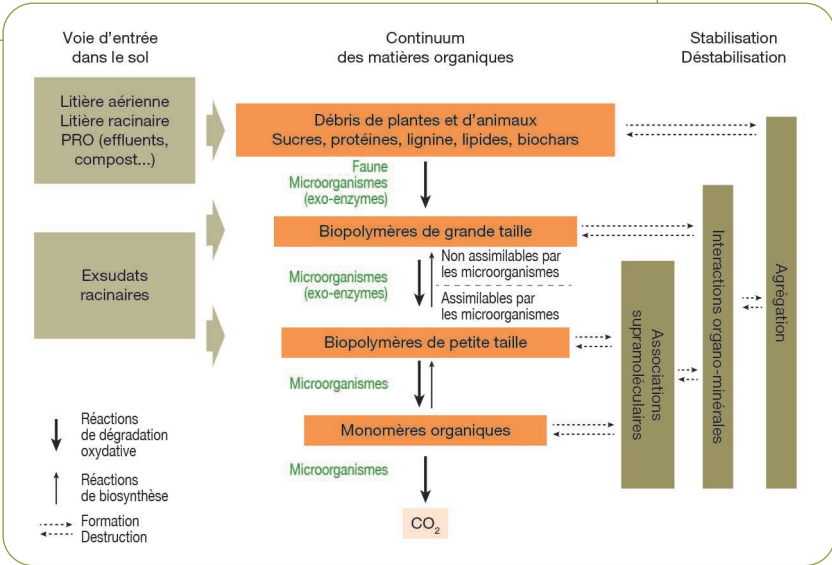 Voie d'entrée
dans le sol
Continuum
des matières organiques
Stabilisation
Déstabilisation
Litière aérienne
Litière racinaire
PRO (effluents,
compost...)
Débris de plantes et d'animaux
Sucres, protéines, lignine, lipides, biochars
Faune
Microorganismes
(exo-enzymes)
Biopolymères de grande taille
Exsudats
racinaires
Microorganismes
(exo-enzymes)
Non assimilables par
les microorganismes
Assimilables par
les microorganismes
Biopolymères de petite taille
Microorganismes
Monomères organiques
Microorganismes
CO2
Associations
supramoléculaires
Interactions organo-minérales
Agrégation
Réactions
de dégradation
oxydative
Réactions
de biosynthèse
Formation
Destruction